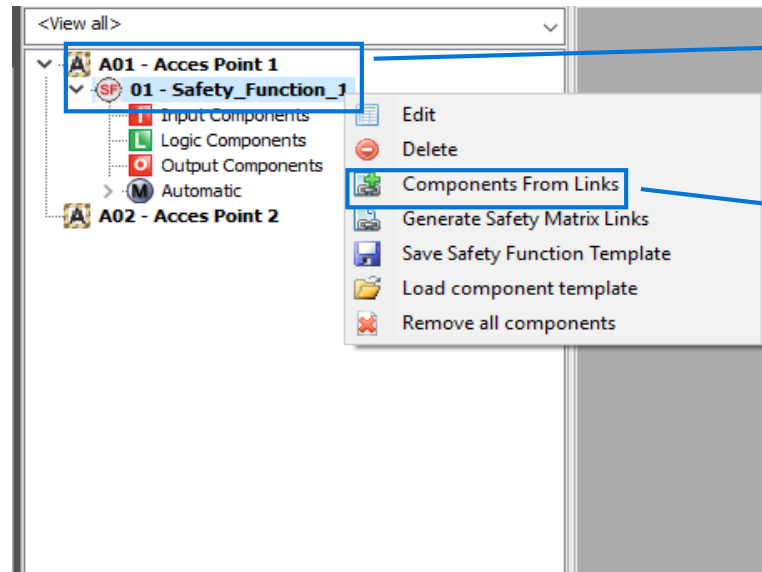 <View all>
A01 - Acces Point 1
SF 01 - Safety_Function_1
I Input Components
L Logic Components
O Output Components
M Automatic
A02 - Acces Point 2
Edit
Delete
Components From Links
Generate Safety Matrix Links
Save Safety Function Template
Load component template
Remove all components